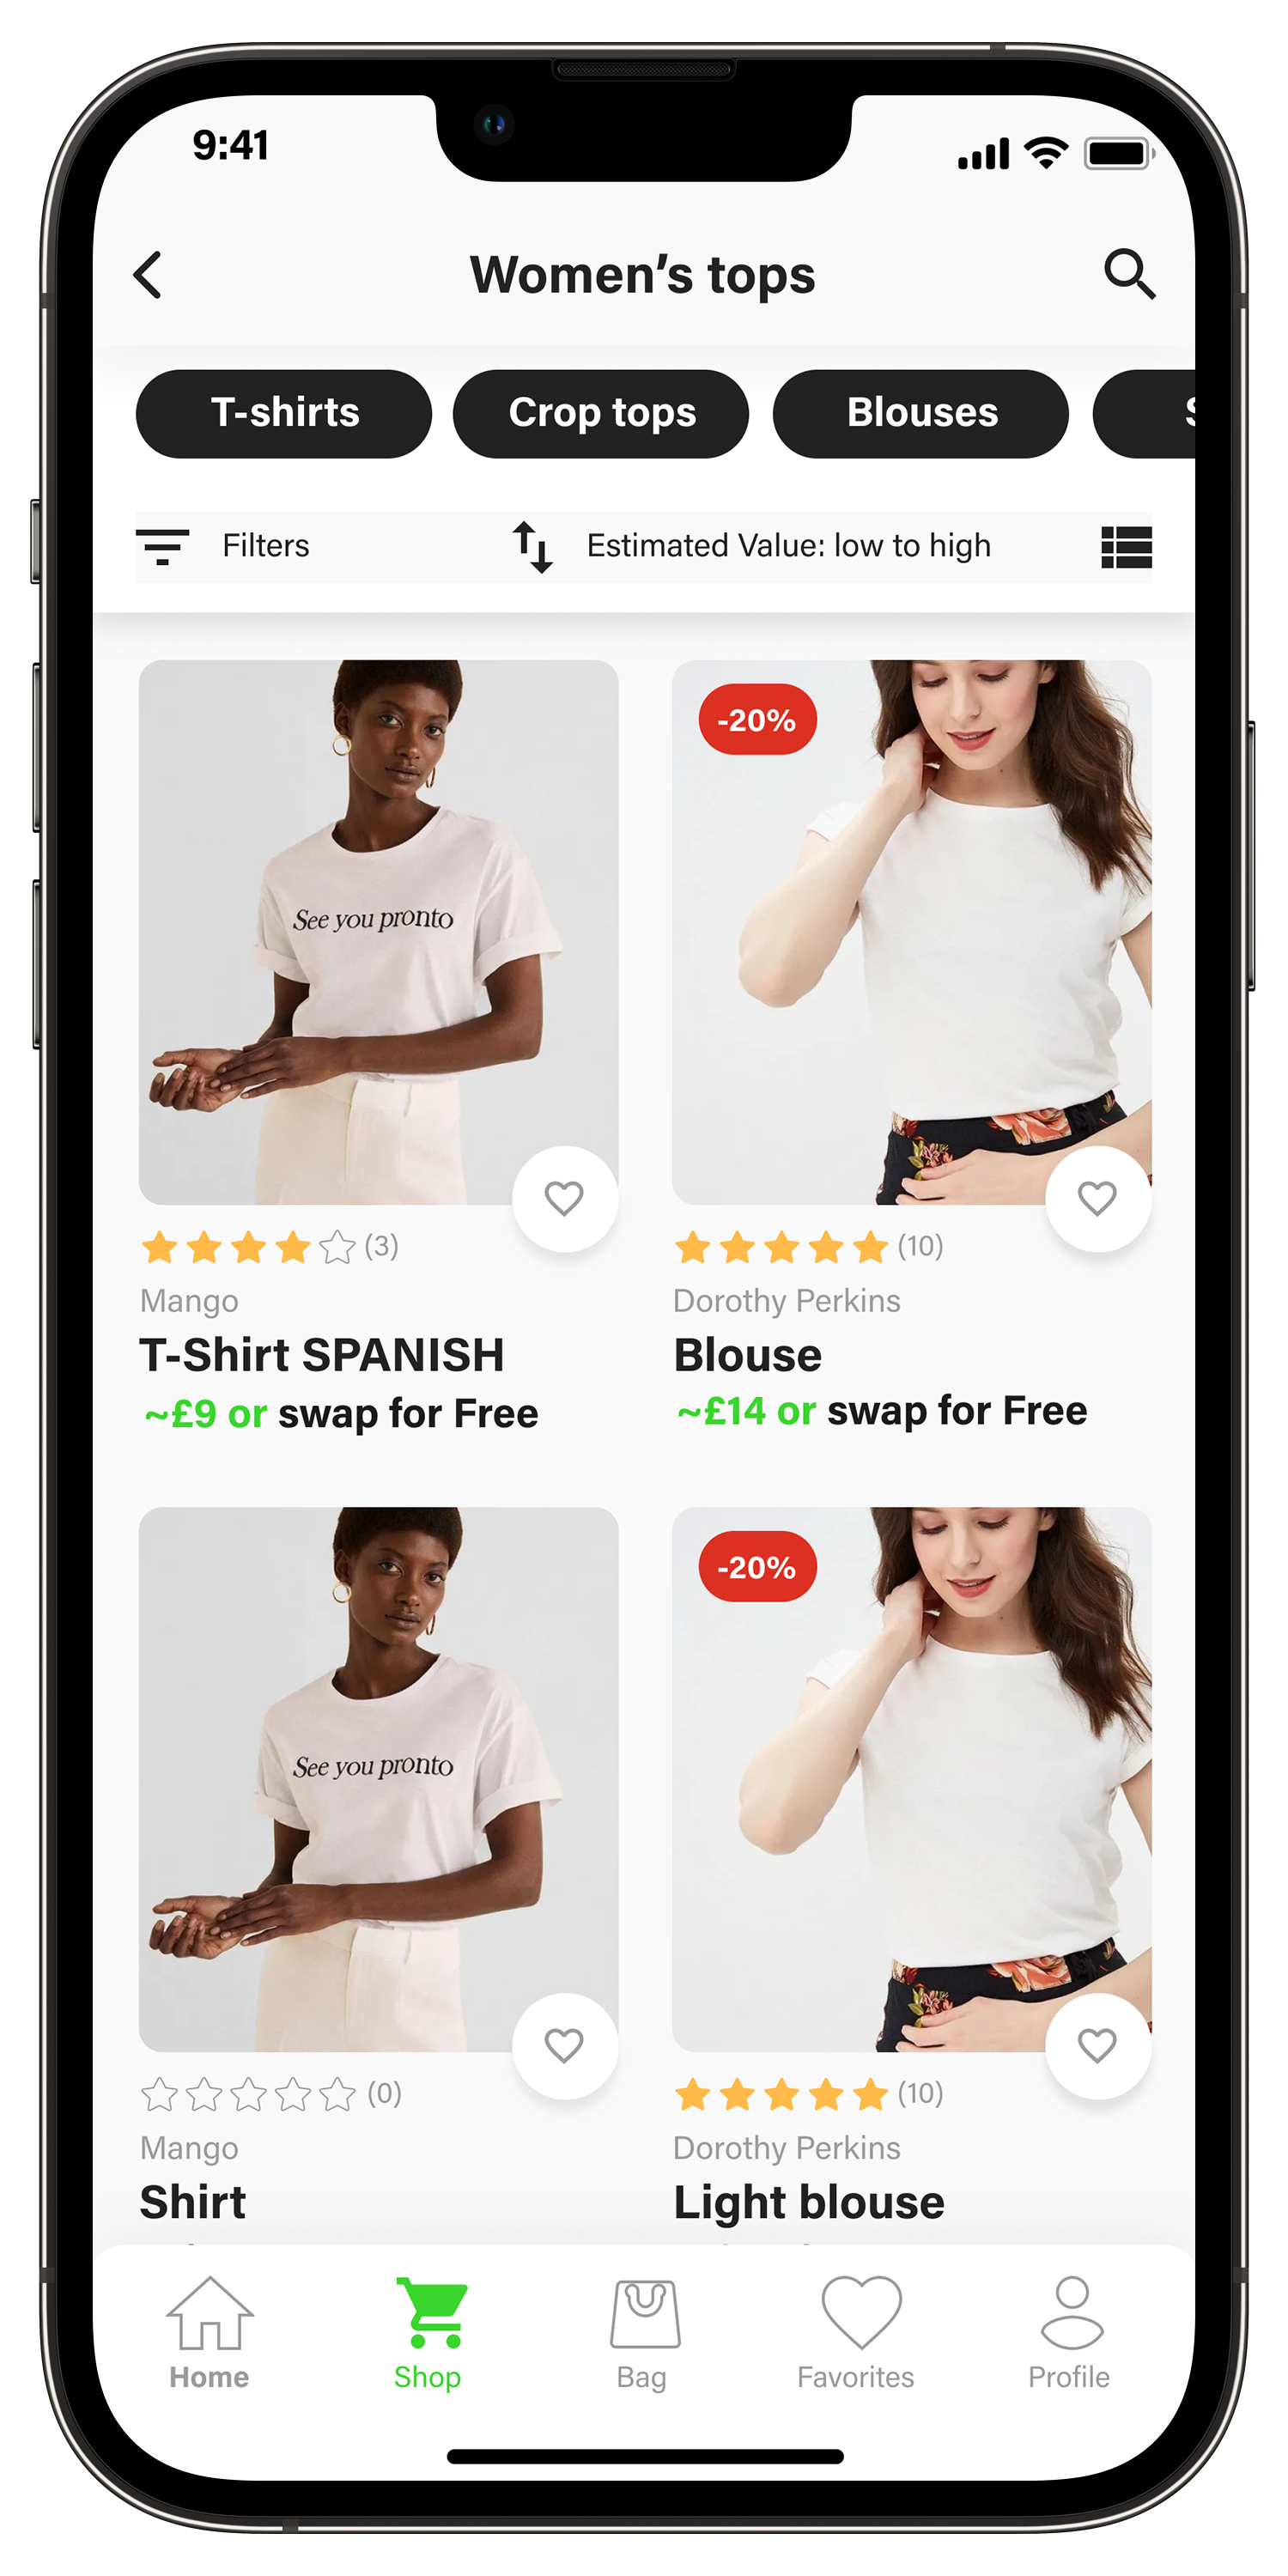 9:41
Women’s tops
T-shirts
Crop tops
Blouses
Filters
Estimated Value: low to high
-20%
See you pronto
(3)
(10)
Mango
Dorothy Perkins
T-Shirt SPANISH
Blouse
~£9 or swap for Free
~£14 or swap for Free
-20%
See you pronto
(0)
(10)
Mango
Dorothy Perkins
Shirt
Light blouse
Home
Shop
Bag
Favorites
Profile